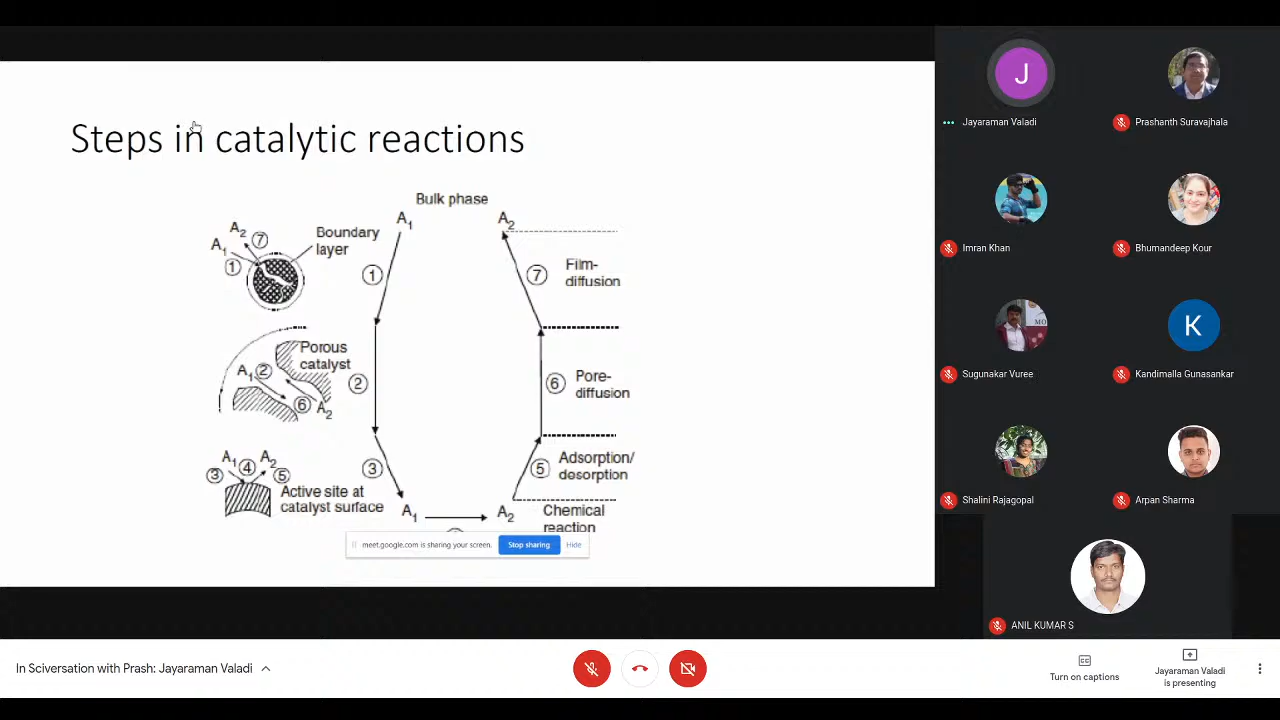 Steps in catalytic reactions
Bulk phase
A1
A2
A2
A1
7
1
Boundary
layer
1
7
Film-
diffusion
Porous
catalyst
A1
2
6
A2
2
6
Pore-
diffusion
A1
A2
3
4
5
Active site at
catalyst surface
3
5
Adsorption/
desorption
A1
A2
Chemical
reaction
meet.google.com is sharing your screen.
Stop sharing
Hide
J
Jayaraman Valadi
Prashanth Suravajhala
Imran Khan
Bhumandeep Kour
MO
K
Sugunakar Vuree
Kandimalla Gunasankar
Shalini Rajagopal
Arpan Sharma
ANIL KUMAR S
In Sciversation with Prash: Jayaraman Valadi
CC
Turn on captions
Jayaraman Valadi
is presenting